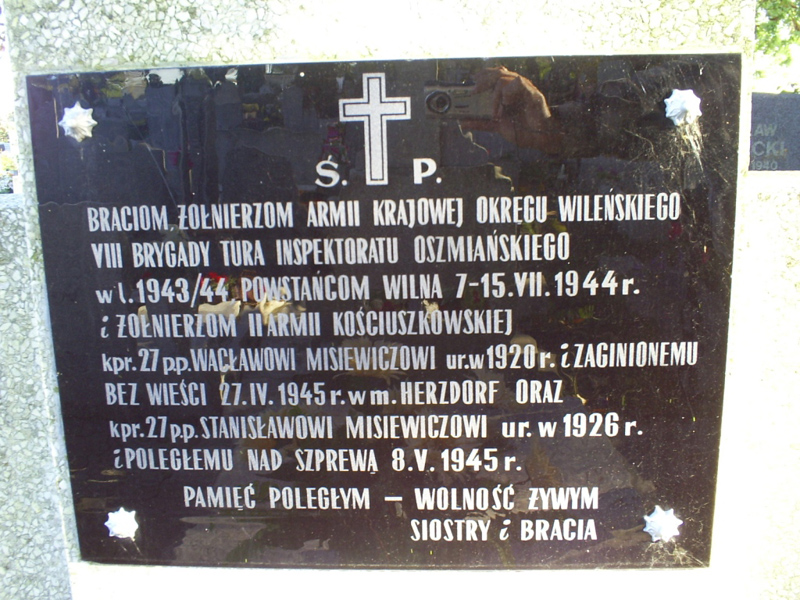 Ś. P.
BRACIOM ŻOŁNIERZOM ARMII KRAJOWEJ OKRĘGU WILEŃSKIEGO
VIII BRYGADY TURA INSPEKTORATU OSZMIAŃSKIEGO
w l. 1943/44 POWSTAŃCOM WILNA 7-15.VII.1944 r.
i ŻOŁNIERZOM II ARMII KOŚCIUSZKOWSKIEJ
kpr. 27 p.p. WACŁAWOWI MISIEWICZOWI ur. w 1920 r. i ZAGINIONEMU
BEZ WIEŚCI 27.IV.1945 r. w m. HERZDORF ORAZ
kpr. 27 p.p. STANISŁAWOWI MISIEWICZOWI ur. w 1926 r.
i POLEGŁEMU NAD SZPREWĄ 8.V.1945 r.
PAMIĘĆ POLEGŁYM – WOLNOŚĆ ŻYWYM
SIOSTRY i BRACIA
1940